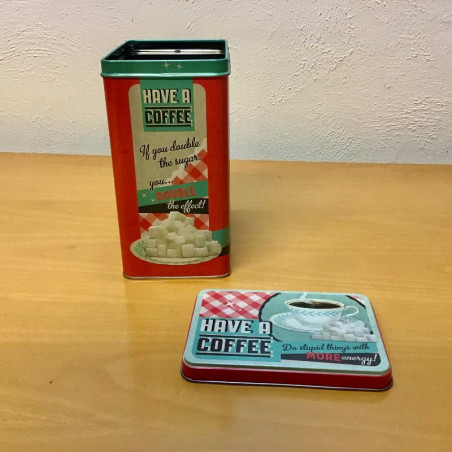 HAVE A
COFFEE
If you double
the sugar...
you...
DOUBLE
the effect!
HAVE A
COFFEE
Do stupid things with
MORE energy!